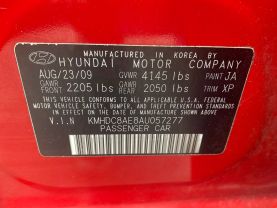 MANUFACTURED IN KOREA BY
HYUNDAI MOTOR COMPANY
AUG/23/09 GVWR 4145 lbs PAINT JA
GAWR FRONT 2205 lbs GAWR REAR 2050 lbs TRIM XP
THIS VEHICLE CONFORMS TO ALL APPLICABLE
FEDERAL MOTOR VEHICLE SAFETY, BUMPER,
AND THEFT PREVENTION STANDARDS IN EFFECT
ON THE DATE OF MANUFACTURE SHOWN ABOVE.
V.I.N KMHDC8AE8AU057277
PASSENGER CAR